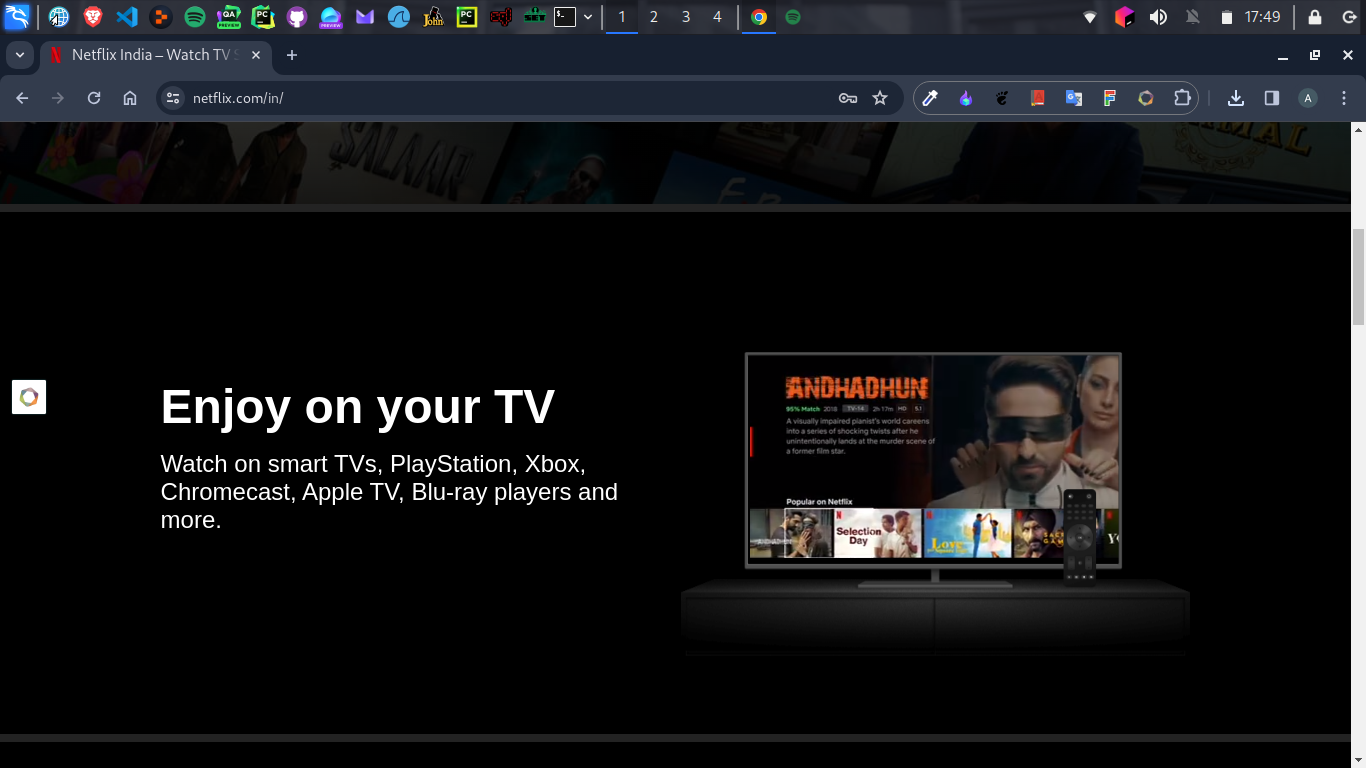 John
PC
1 2 3 4
17:49
Netflix India – Watch TV S
netflix.com/in/
A
SALAAR
Enjoy on your TV
Watch on smart TVs, PlayStation, Xbox,
Chromecast, Apple TV, Blu-ray players and
more.
ANDHADHUN
95% Match 2018 TV-14 2h 17m HD 5.1
A visually impaired pianist's world careens
into a series of shocking twists after he
unintentionally lands at the murder scene of
a former film star.
Popular on Netflix
ANDHADHUN
Selection
Day
Love